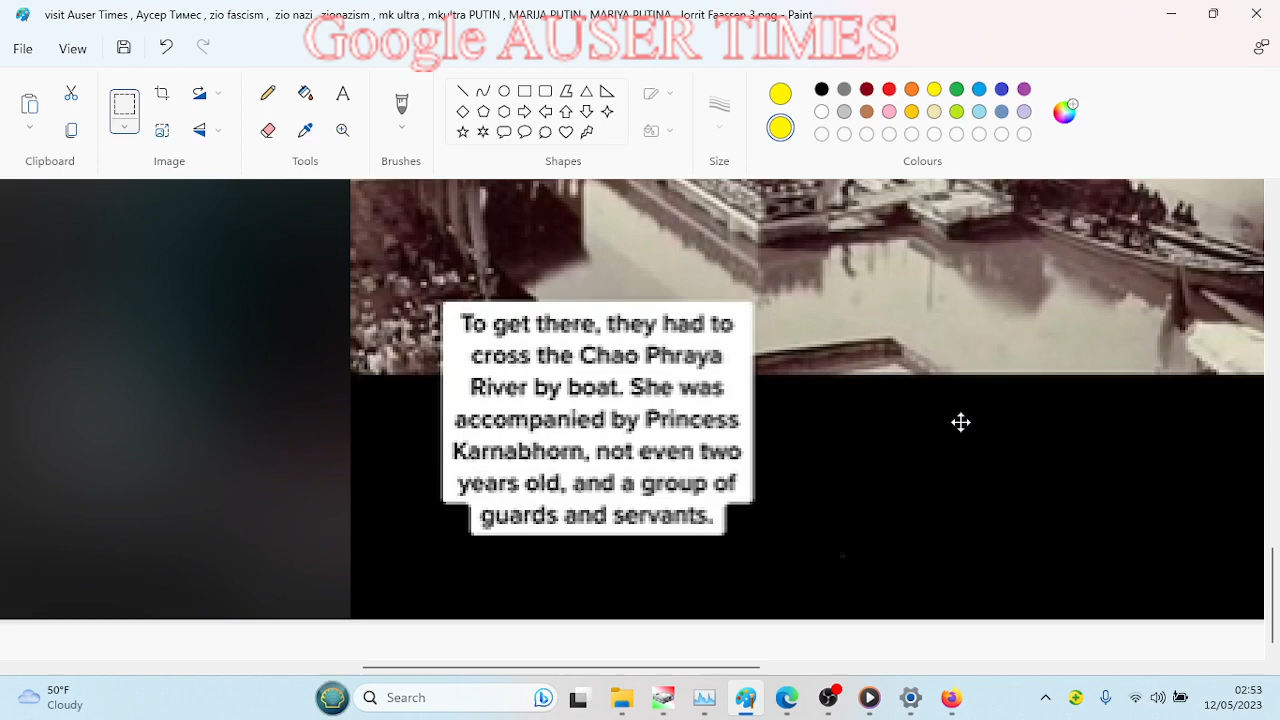 vizit Auser Times , Аусер Тимес , zio fascism , zio nazi , zionazism , mk ultra , mkultra PUTIN , MARIJA PUTIN , MARIYA PUTINA , Jorrit Faassen 3.png - Paint
Google AUSER TIMES
File
View
Clipboard
Image
Tools
Brushes
Shapes
Size
Colours
To get there, they had to
cross the Chao Phraya
River by boat. She was
accompanied by Princess
Karnabhorn, not even two
years old, and a group of
guards and servants.
50°F
Cloudy
Search
02:53
12/05/2023